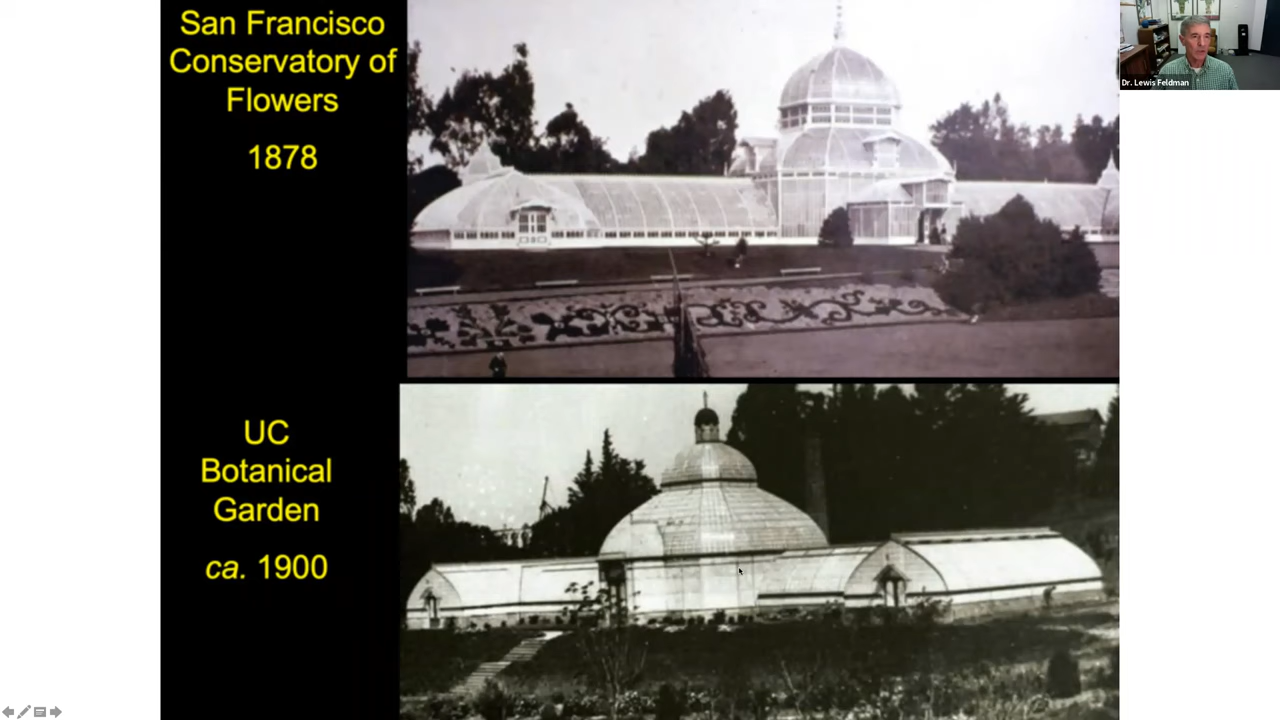 San Francisco
Conservatory of
Flowers
1878
UC
Botanical
Garden
ca. 1900
Dr. Lewis Feldman